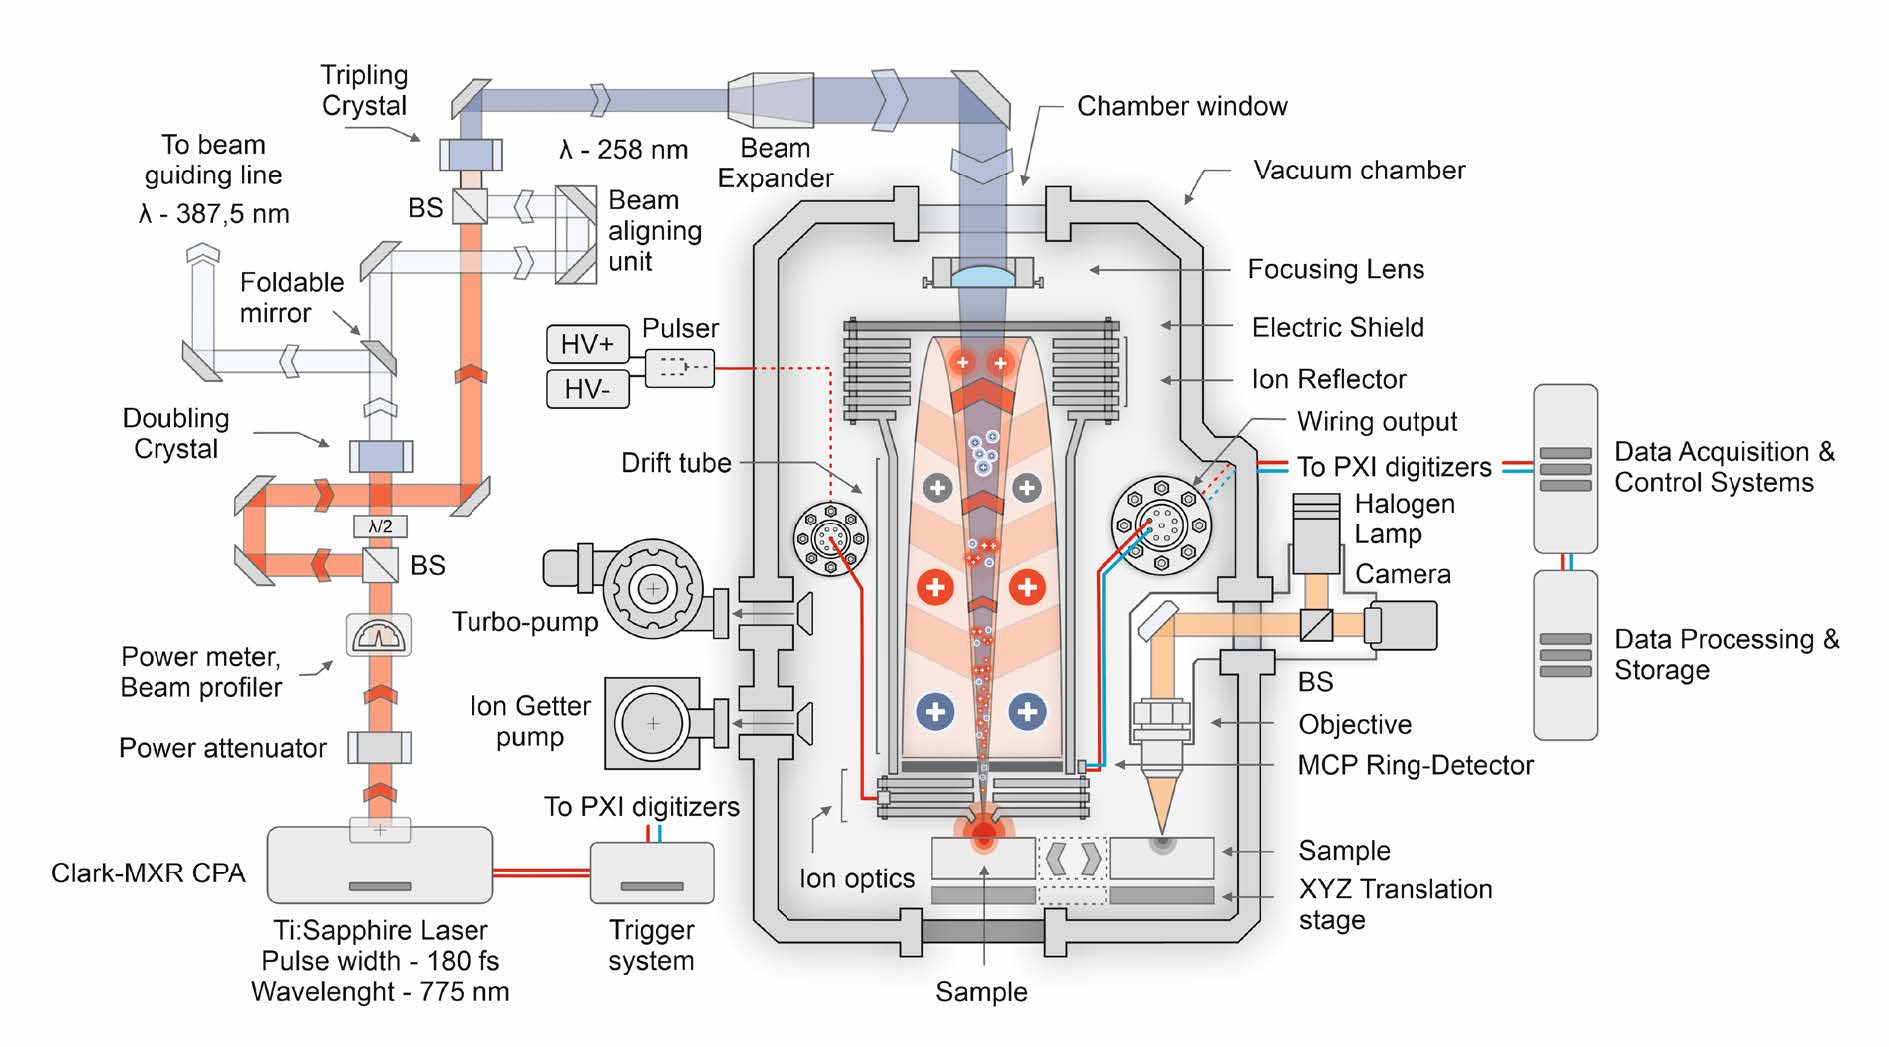 Tripling
Crystal
To beam
guiding line
λ - 387,5 nm
λ - 258 nm
Beam
Expander
Chamber window
Vacuum chamber
BS
Beam
aligning
unit
Foldable
mirror
Focusing Lens
Pulser
HV+
HV-
Electric Shield
Ion Reflector
Doubling
Crystal
Wiring output
Drift tube
To PXI digitizers
Data Acquisition &
Control Systems
Halogen
Lamp
λ/2
BS
Camera
Turbo-pump
Power meter,
Beam profiler
Data Processing &
Storage
BS
Ion Getter
pump
Objective
Power attenuator
MCP Ring-Detector
To PXI digitizers
Clark-MXR CPA
Ion optics
Sample
XYZ Translation
stage
Ti:Sapphire Laser
Pulse width - 180 fs
Wavelenght - 775 nm
Trigger
system
Sample